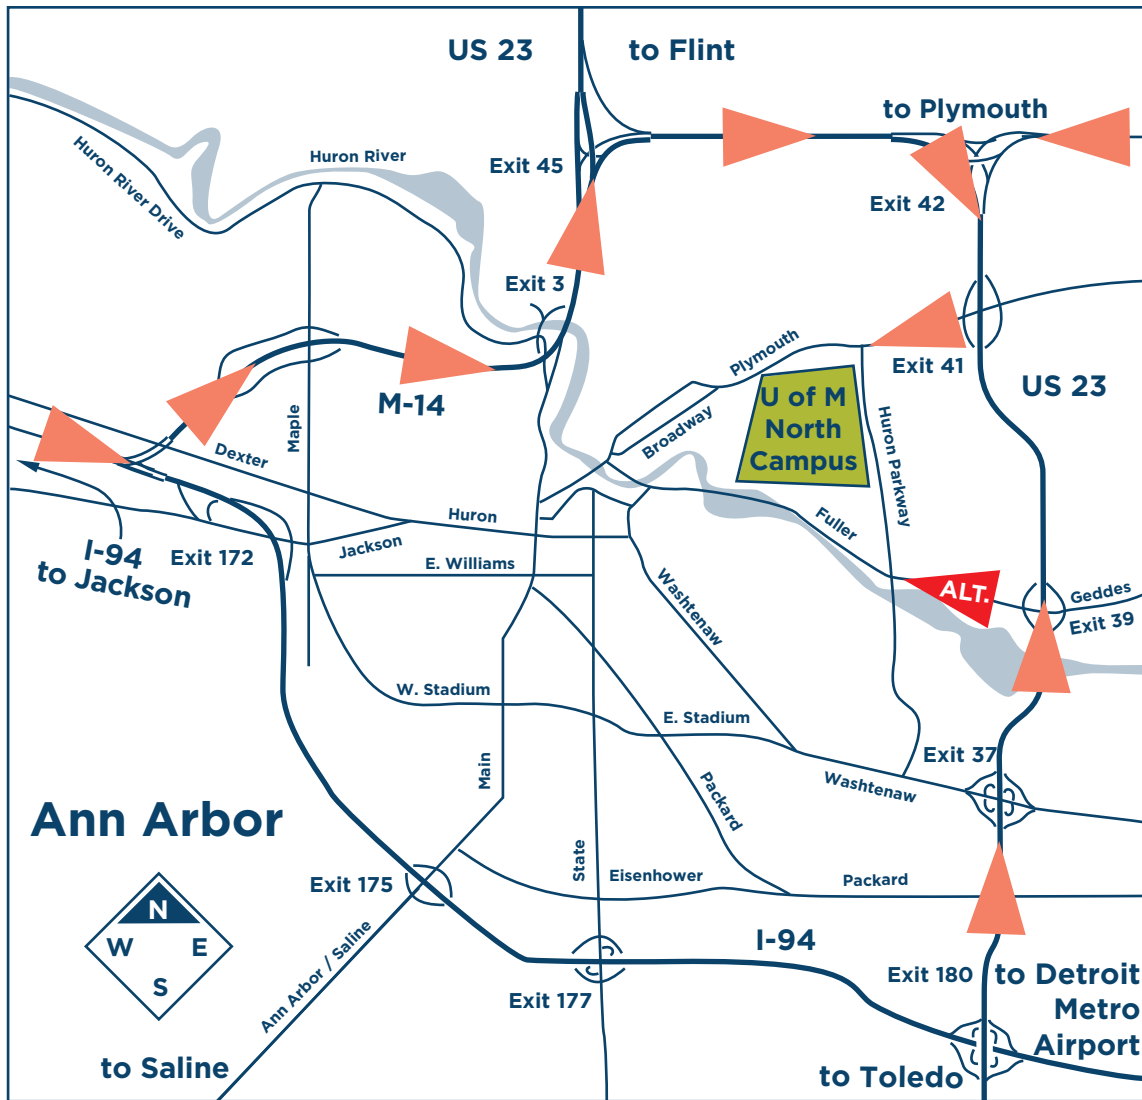 US 23
to Flint
to Plymouth
Huron River
Exit 45
Huron River Drive
Exit 42
Exit 3
Plymouth
Exit 41
US 23
M-14
U of M
North
Campus
Maple
Broadway
Huron Parkway
Dexter
Huron
Fuller
Jackson
I-94
to Jackson
Exit 172
E. Williams
Washtenaw
ALT.
Geddes
Exit 39
W. Stadium
E. Stadium
Main
Exit 37
Washtenaw
Packard
Ann Arbor
State
Exit 175
Eisenhower
Packard
N
W E
S
Ann Arbor / Saline
I-94
Exit 180
to Detroit
Metro
Airport
Exit 177
to Saline
to Toledo